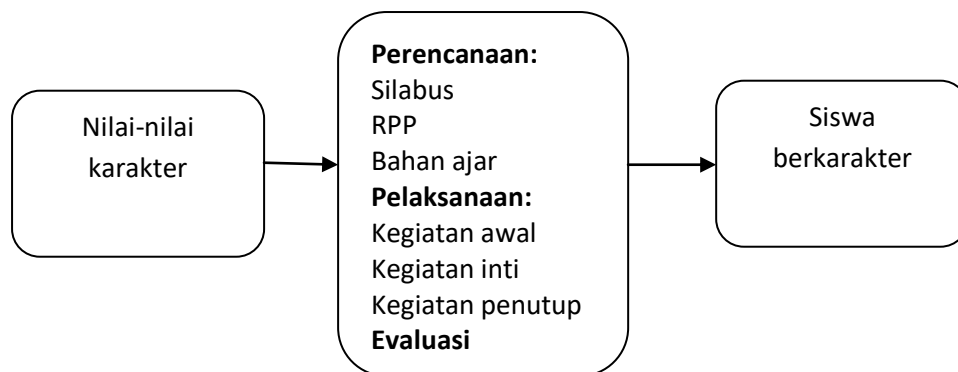 Nilai-nilai
karakter
Perencanaan:
Silabus
RPP
Bahan ajar
Pelaksanaan:
Kegiatan awal
Kegiatan inti
Kegiatan penutup
Evaluasi
Siswa
berkarakter